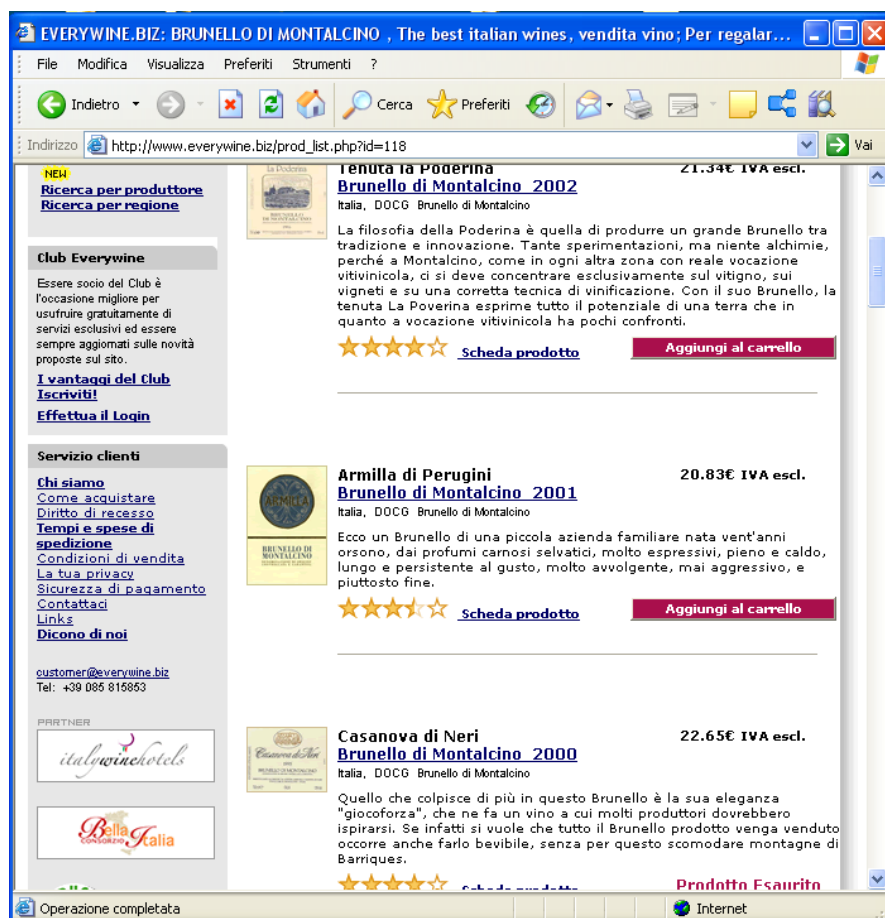 EVERYWINE.BIZ: BRUNELLO DI MONTALCINO , The best italian wines, vendita vino; Per regalar...
File Modifica Visualizza Preferiti Strumenti ?
Indietro Cerca Preferiti
Indirizzo http://www.everywine.biz/prod_list.php?id=118 Vai
NEW
Ricerca per produttore
Ricerca per regione
Club Everywine
Essere socio del Club è
l'occasione migliore per
usufruire gratuitamente di
servizi esclusivi ed essere
sempre aggiornati sulle novità
proposte sul sito.
I vantaggi del Club
Iscriviti!
Effettua il Login
Servizio clienti
Chi siamo
Come acquistare
Diritto di recesso
Tempi e spese di
spedizione
Condizioni di vendita
La tua privacy
Sicurezza di pagamento
Contattaci
Links
Dicono di noi
customer@everywine.biz
Tel: +39 085 815853
PARTNER
italywinehotels
Bella Italia
CONSORZIO
La Poderina
Tenuta la Poderina 21.34€ IVA escl.
Brunello di Montalcino 2002
Italia, DOCG Brunello di Montalcino
La filosofia della Poderina è quella di produrre un grande Brunello tra
tradizione e innovazione. Tante sperimentazioni, ma niente alchimie,
perché a Montalcino, come in ogni altra zona con reale vocazione
vitivinicola, ci si deve concentrare esclusivamente sul vitigno, sui
vigneti e su una corretta tecnica di vinificazione. Con il suo Brunello, la
tenuta La Poverina esprime tutto il potenziale di una terra che in
quanto a vocazione vitivinicola ha pochi confronti.
Scheda prodotto Aggiungi al carrello
ARMILLA
BRUNELLO DI
MONTALCINO
Armilla di Perugini 20.83€ IVA escl.
Brunello di Montalcino 2001
Italia, DOCG Brunello di Montalcino
Ecco un Brunello di una piccola azienda familiare nata vent'anni
orsono, dai profumi carnosi selvatici, molto espressivi, pieno e caldo,
lungo e persistente al gusto, molto avvolgente, mai aggressivo, e
piuttosto fine.
Scheda prodotto Aggiungi al carrello
Casanova di Neri
Casanova di Neri 22.65€ IVA escl.
Brunello di Montalcino 2000
Italia, DOCG Brunello di Montalcino
Quello che colpisce di più in questo Brunello è la sua eleganza
"giocoforza", che ne fa un vino a cui molti produttori dovrebbero
ispirarsi. Se infatti si vuole che tutto il Brunello prodotto venga venduto
occorre anche farlo bevibile, senza per questo scomodare montagne di
Barriques.
Scheda prodotto Prodotto Esaurito
Operazione completata Internet